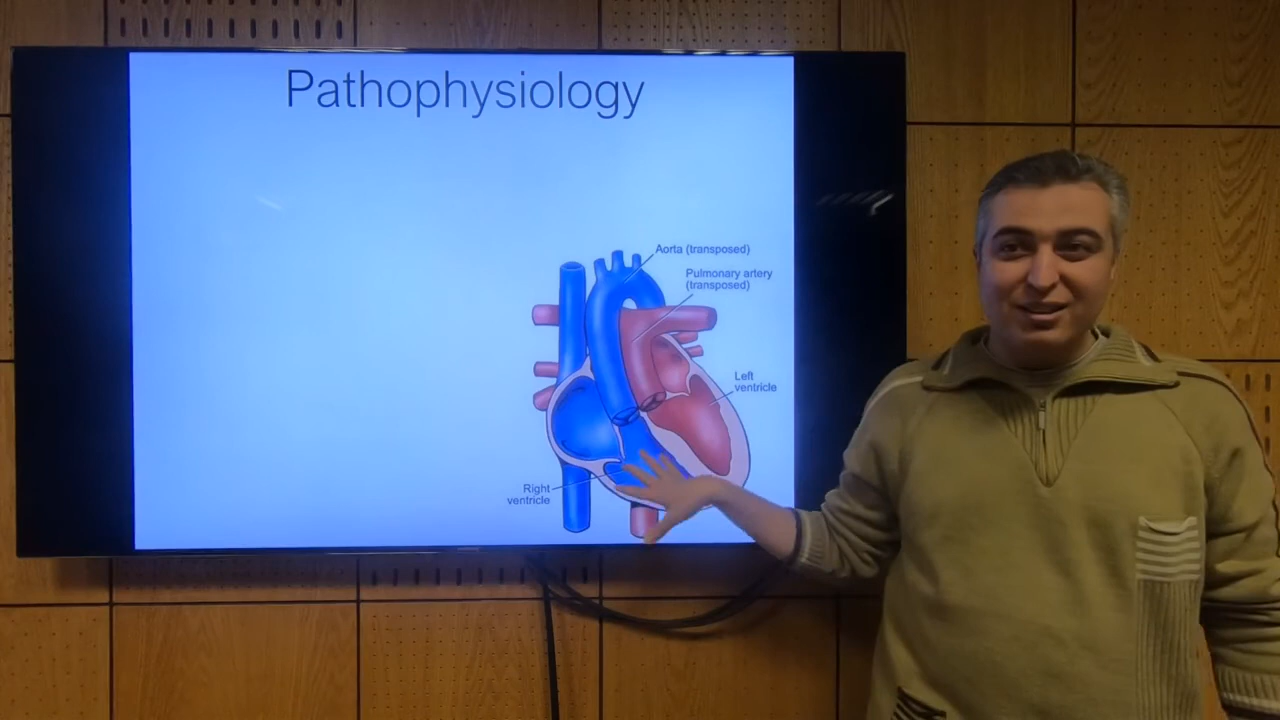 Pathophysiology
Aorta (transposed)
Pulmonary artery
(transposed)
Left
ventricle
Right
ventricle